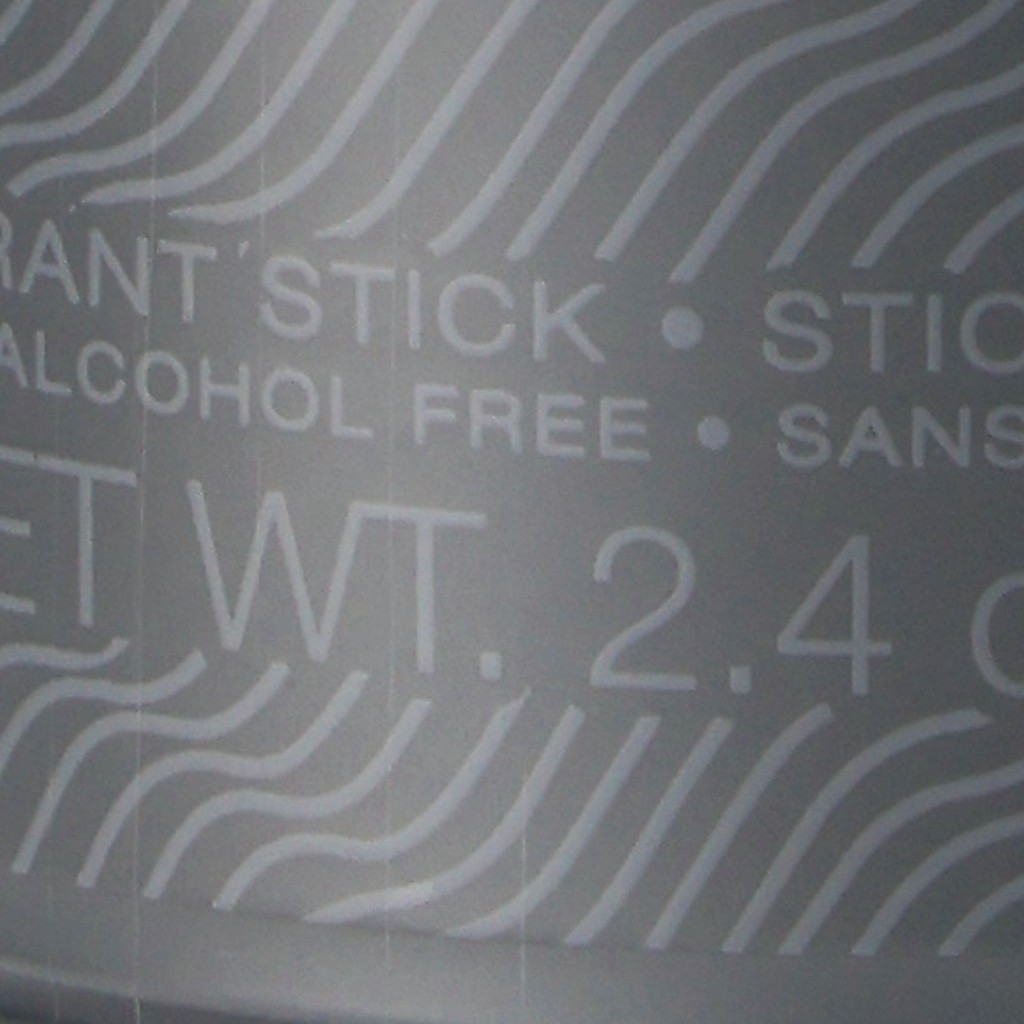 RANT STICK • STIC
ALCOHOL FREE • SANS
ET WT. 2.4 o